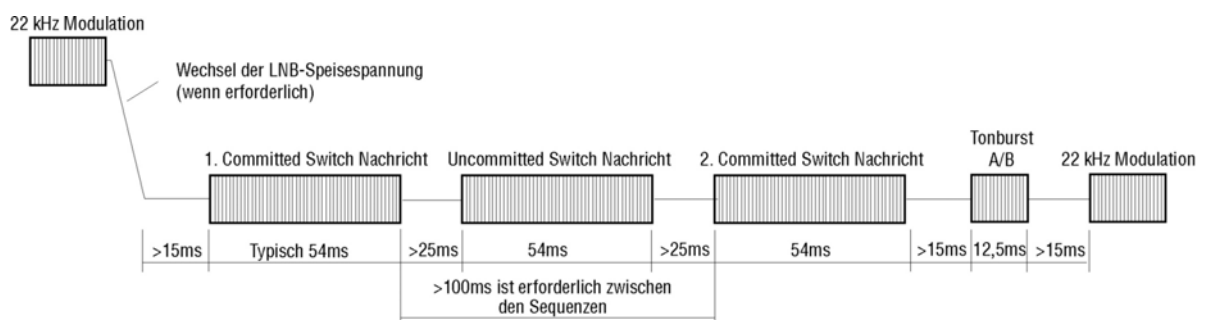 22 kHz Modulation
Wechsel der LNB-Speisespannung
(wenn erforderlich)
1. Committed Switch Nachricht
Uncommitted Switch Nachricht
2. Committed Switch Nachricht
Tonburst
A/B
22 kHz Modulation
>15ms
Typisch 54ms
>25ms
54ms
>25ms
54ms
>15ms
12,5ms
>15ms
>100ms ist erforderlich zwischen
den Sequenzen